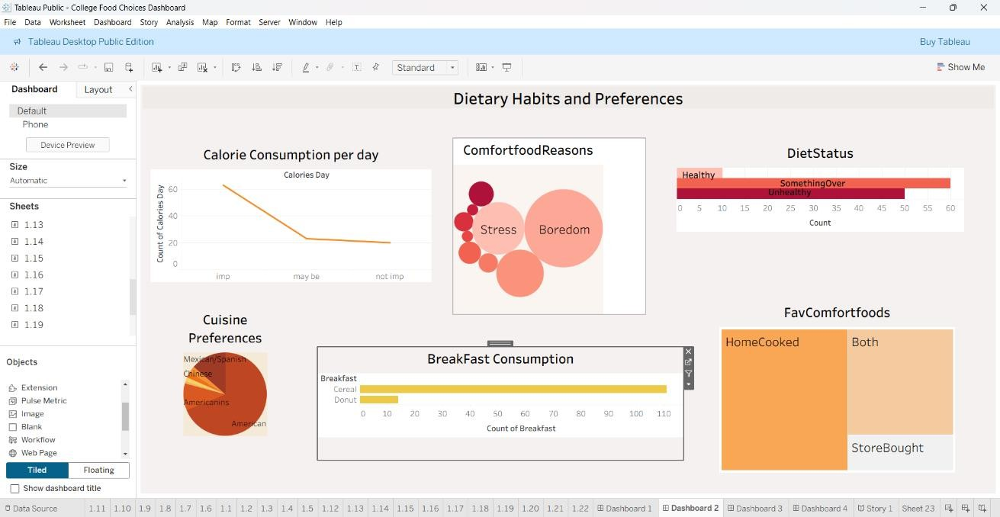 Tableau Public - College Food Choices Dashboard
File Data Worksheet Dashboard Story Analysis Map Format Server Window Help
Tableau Desktop Public Edition Buy Tableau
Standard Show Me
Dashboard Layout
Default
Phone
Device Preview
Size
Automatic
Sheets
1.13
1.14
1.15
1.16
1.17
1.18
1.19
Objects
Extension
Pulse Metric
Image
Blank
Workflow
Web Page
Tiled Floating
Show dashboard title
Dietary Habits and Preferences
Calorie Consumption per day
Calories Day
Count of Calories Day
60
40
20
0
imp may be not imp
ComfortfoodReasons
Stress Boredom
DietStatus
Healthy
SomethingOver
Unhealthy
0 5 10 15 20 25 30 35 40 45 50 55 60
Count
Cuisine
Preferences
Mexican/Spanish
Chinese
Americanins
American
BreakFast Consumption
Breakfast
Cereal
Donut
0 10 20 30 40 50 60 70 80 90 100 110
Count of Breakfast
FavComfortfoods
HomeCooked Both
StoreBought
Data Source 1.11 1.10 1.9 1.8 1.7 1.6 1.1 1.2 1.3 1.4 1.5 1.12 1.13 1.14 1.15 1.16 1.17 1.18 1.19 1.20 1.21 1.22 Dashboard 1 Dashboard 2 Dashboard 3 Dashboard 4 Story 1 Sheet 23